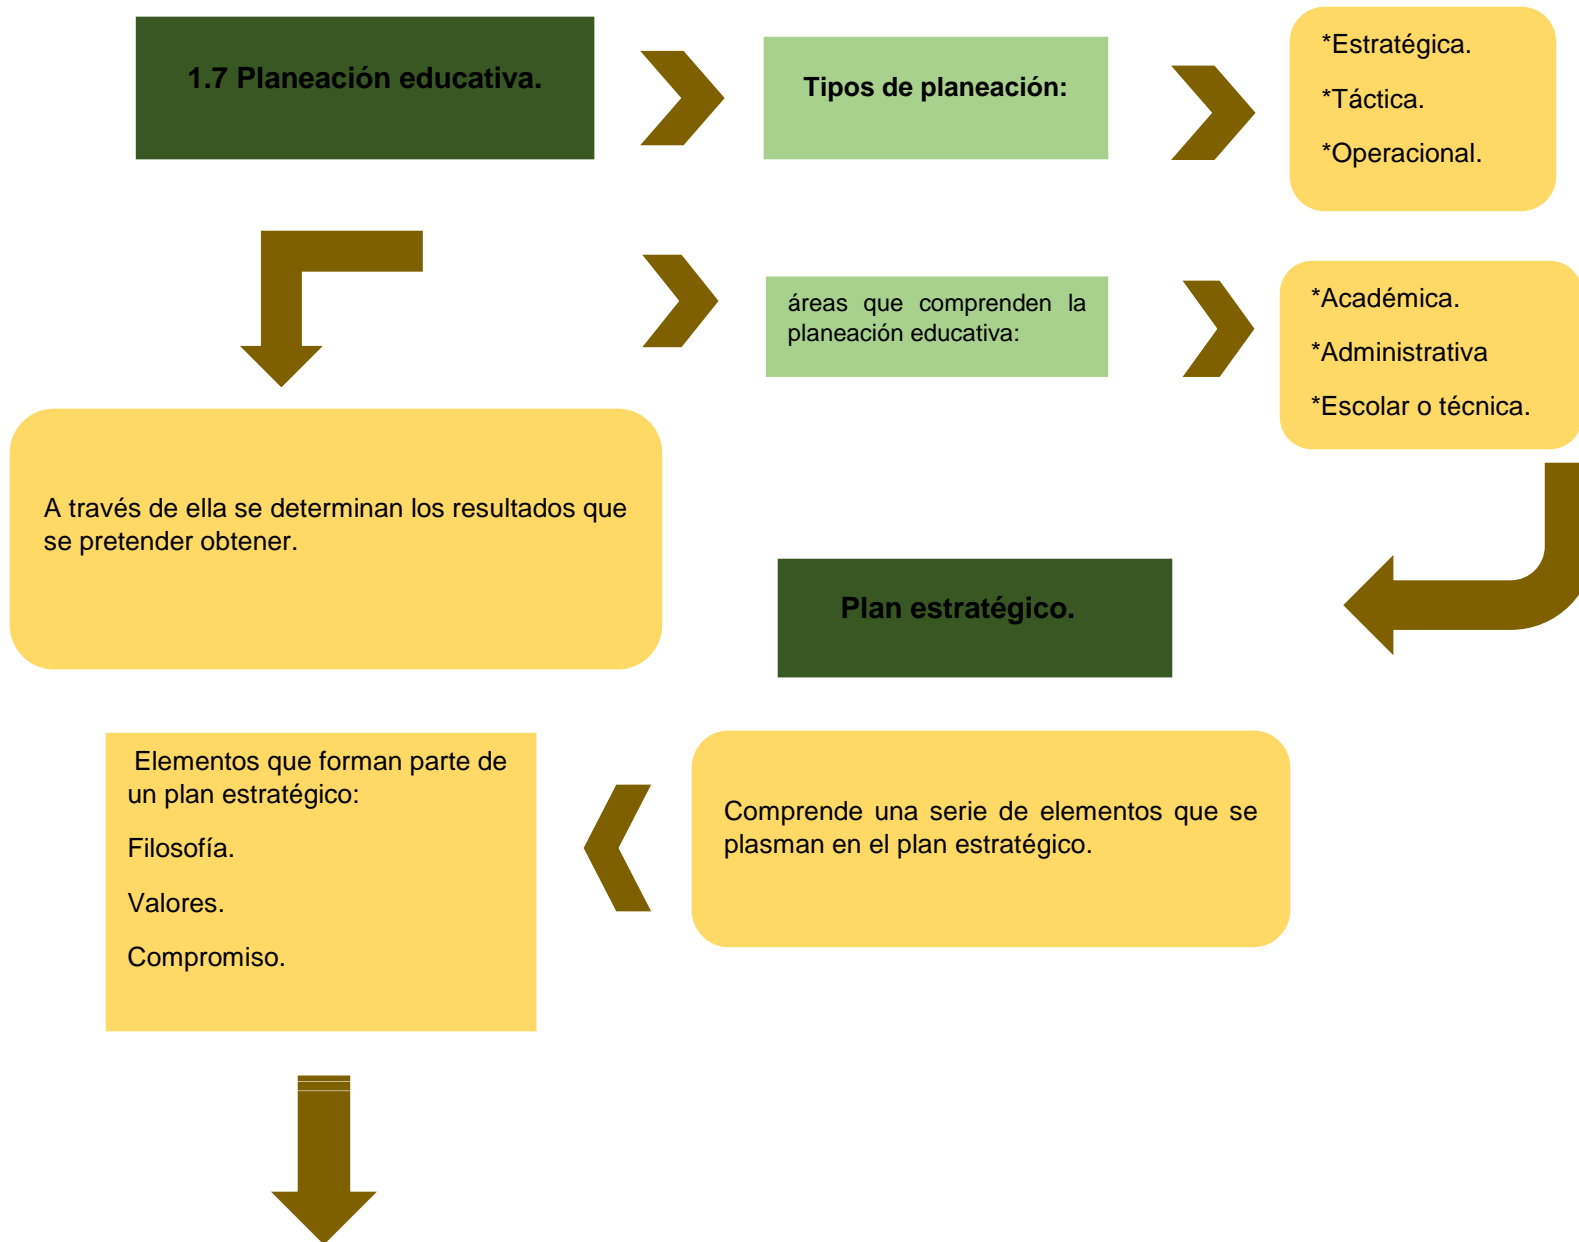 1.7 Planeación educativa.
Tipos de planeación:
*Estratégica.
*Táctica.
*Operacional.
áreas que comprenden la
planeación educativa:
*Académica.
*Administrativa
*Escolar o técnica.
A través de ella se determinan los resultados que
se pretender obtener.
Plan estratégico.
Comprende una serie de elementos que se
plasman en el plan estratégico.
Elementos que forman parte de
un plan estratégico:
Filosofía.
Valores.
Compromiso.